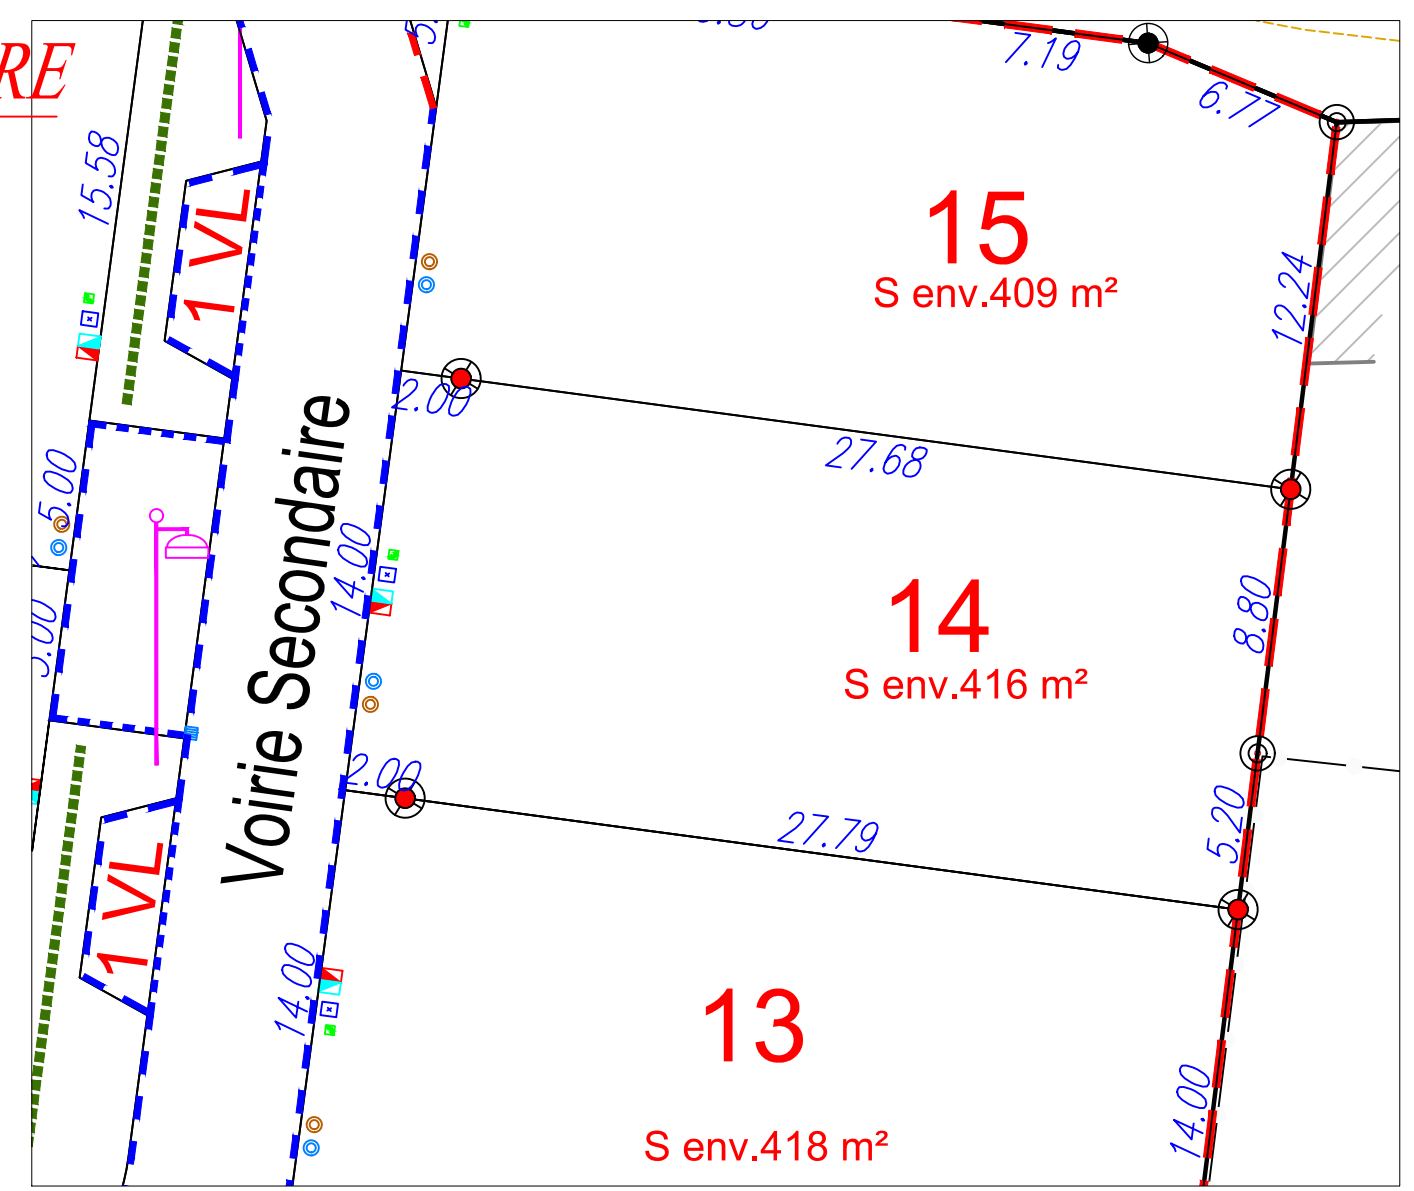 RE
7.19
6.77
15.58
1 VL
15
S env.409 m²
12.24
2.00
27.68
5.00
Voirie Secondaire
14.00
14
S env.416 m²
8.80
2.00
27.79
5.20
1 VL
14.00
13
14.00
S env.418 m²